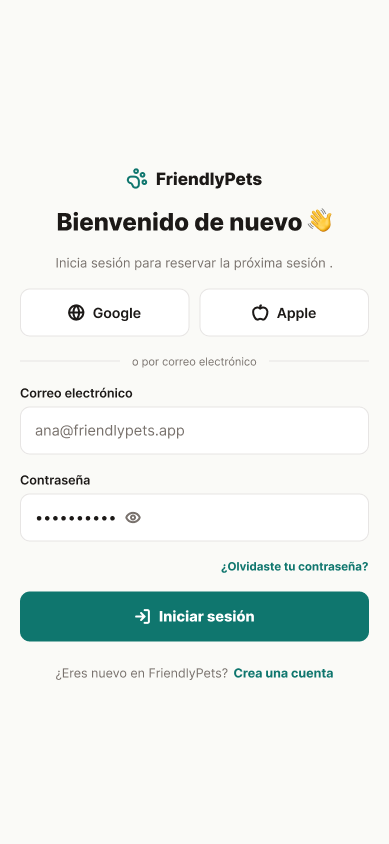 FriendlyPets
Bienvenido de nuevo 👋
Inicia sesión para reservar la próxima sesión .
Google
Apple
o por correo electrónico
Correo electrónico
ana@friendlypets.app
Contraseña
••••••••••
¿Olvidaste tu contraseña?
Iniciar sesión
¿Eres nuevo en FriendlyPets? Crea una cuenta